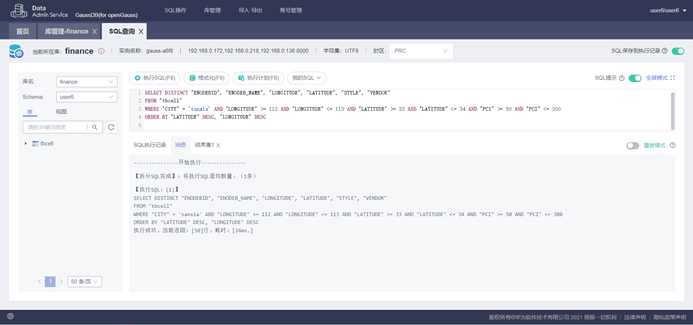 Data
Admin Service
GaussDB(for openGauss)
SQL操作
库管理
导入·导出
账号管理
user6/user6
首页
库管理-finance
SQL查询
当前所在库：finance
实例名称：gauss-a6f8
192.168.0.172,192.168.0.218,192.168.0.136:8000
字符集：UTF8
时区：
PRC
SQL保存到执行记录
库名
finance
Schema
user6
表
视图
请按关键词搜索
tbcell
50 条/页
1
执行SQL(F8)
格式化(F9)
执行计划(F6)
我的SQL
SQL提示
全屏模式
SELECT DISTINCT "ENODEBID", "ENODEB_NAME", "LONGITUDE", "LATITUDE", "STYLE", "VENDOR"
FROM "tbcell"
WHERE "CITY" = 'sanxia' AND "LONGITUDE" >= 112 AND "LONGITUDE" <= 113 AND "LATITUDE" >= 33 AND "LATITUDE" <= 34 AND "PCI" >= 50 AND "PCI" <= 300
ORDER BY "LATITUDE" DESC, "LONGITUDE" DESC
SQL执行记录
消息
结果集1
覆盖模式
---------------开始执行---------------
【拆分SQL完成】：将执行SQL语句数量：（1条）
【执行SQL：(1)】
SELECT DISTINCT "ENODEBID", "ENODEB_NAME", "LONGITUDE", "LATITUDE", "STYLE", "VENDOR"
FROM "tbcell"
WHERE "CITY" = 'sanxia' AND "LONGITUDE" >= 112 AND "LONGITUDE" <= 113 AND "LATITUDE" >= 33 AND "LATITUDE" <= 34 AND "PCI" >= 50 AND "PCI" <= 300
ORDER BY "LATITUDE" DESC, "LONGITUDE" DESC
执行成功，当前返回：[50]行，耗时：[24ms.]
版权所有©华为软件技术有限公司 2021 保留一切权利
法律声明
隐私政策声明